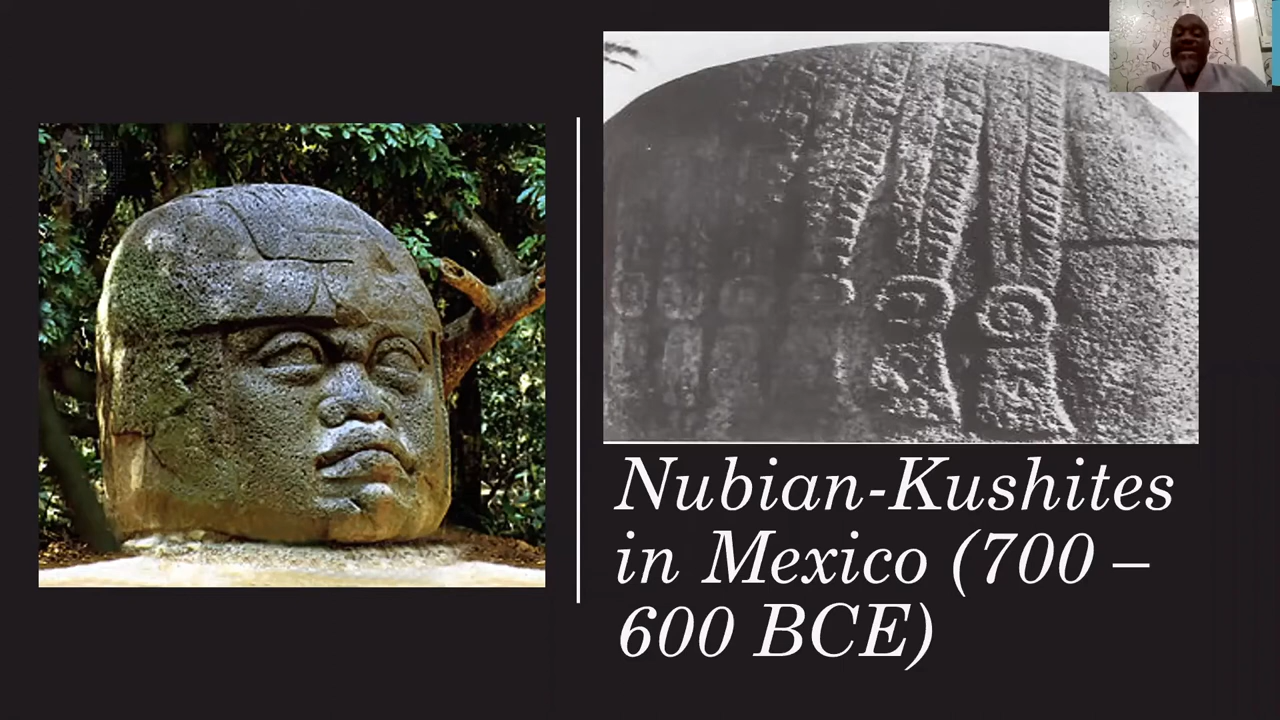 Nubian-Kushites
in Mexico (700 –
600 BCE)